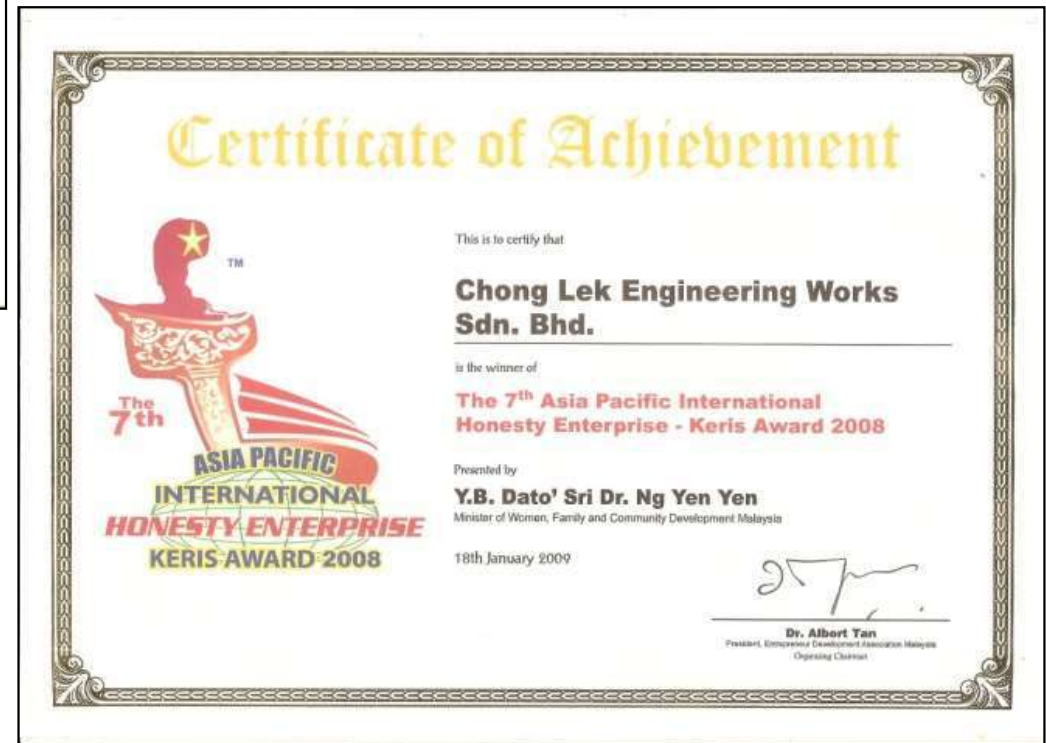 Certificate of Achievement
This is to certify that
Chong Lek Engineering Works
Sdn. Bhd.
is the winner of
The 7th Asia Pacific International
Honesty Enterprise - Keris Award 2008
Presented by
Y.B. Dato' Sri Dr. Ng Yen Yen
Minister of Women, Family and Community Development Malaysia
18th January 2009
Dr. Albert Tan
President, Entrepreneur Development Association Malaysia
Organising Chairman
TM
The
7th
ASIA PACIFIC
INTERNATIONAL
HONESTY ENTERPRISE
KERIS AWARD 2008